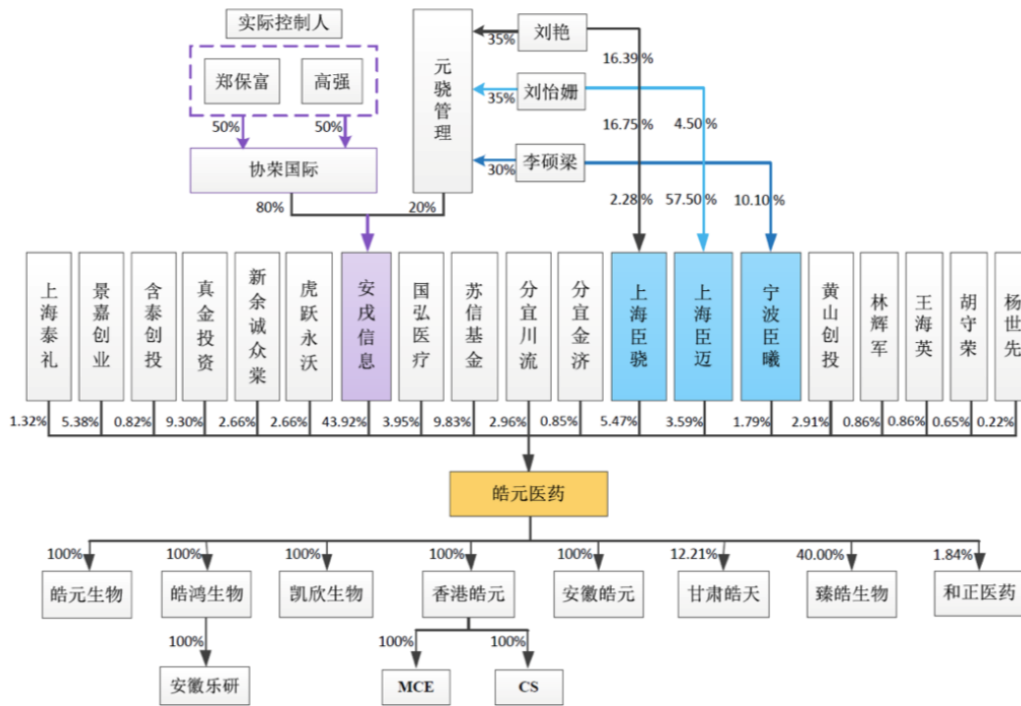 实际控制人
郑保富
高强
50%
50%
协荣国际
80%
元骁管理
20%
35%
刘艳
16.39%
35%
刘怡姗
16.75%
4.50%
30%
李硕梁
2.28%
57.50%
10.10%
上海泰礼
景嘉创业
含泰创投
真金投资
新余诚众棠
虎跃永沃
安戌信息
国弘医疗
苏信基金
分宜川流
分宜金济
上海臣骁
上海臣迈
宁波臣曦
黄山创投
林辉军
王海英
胡守荣
杨世先
1.32%
5.38%
0.82%
9.30%
2.66%
2.66%
43.92%
3.95%
9.83%
2.96%
0.85%
5.47%
3.59%
1.79%
2.91%
0.86%
0.86%
0.65%
0.22%
皓元医药
100%
100%
100%
100%
100%
12.21%
40.00%
1.84%
皓元生物
皓鸿生物
凯欣生物
香港皓元
安徽皓元
甘肃皓天
臻皓生物
和正医药
100%
100%
100%
安徽乐研
MCE
CS